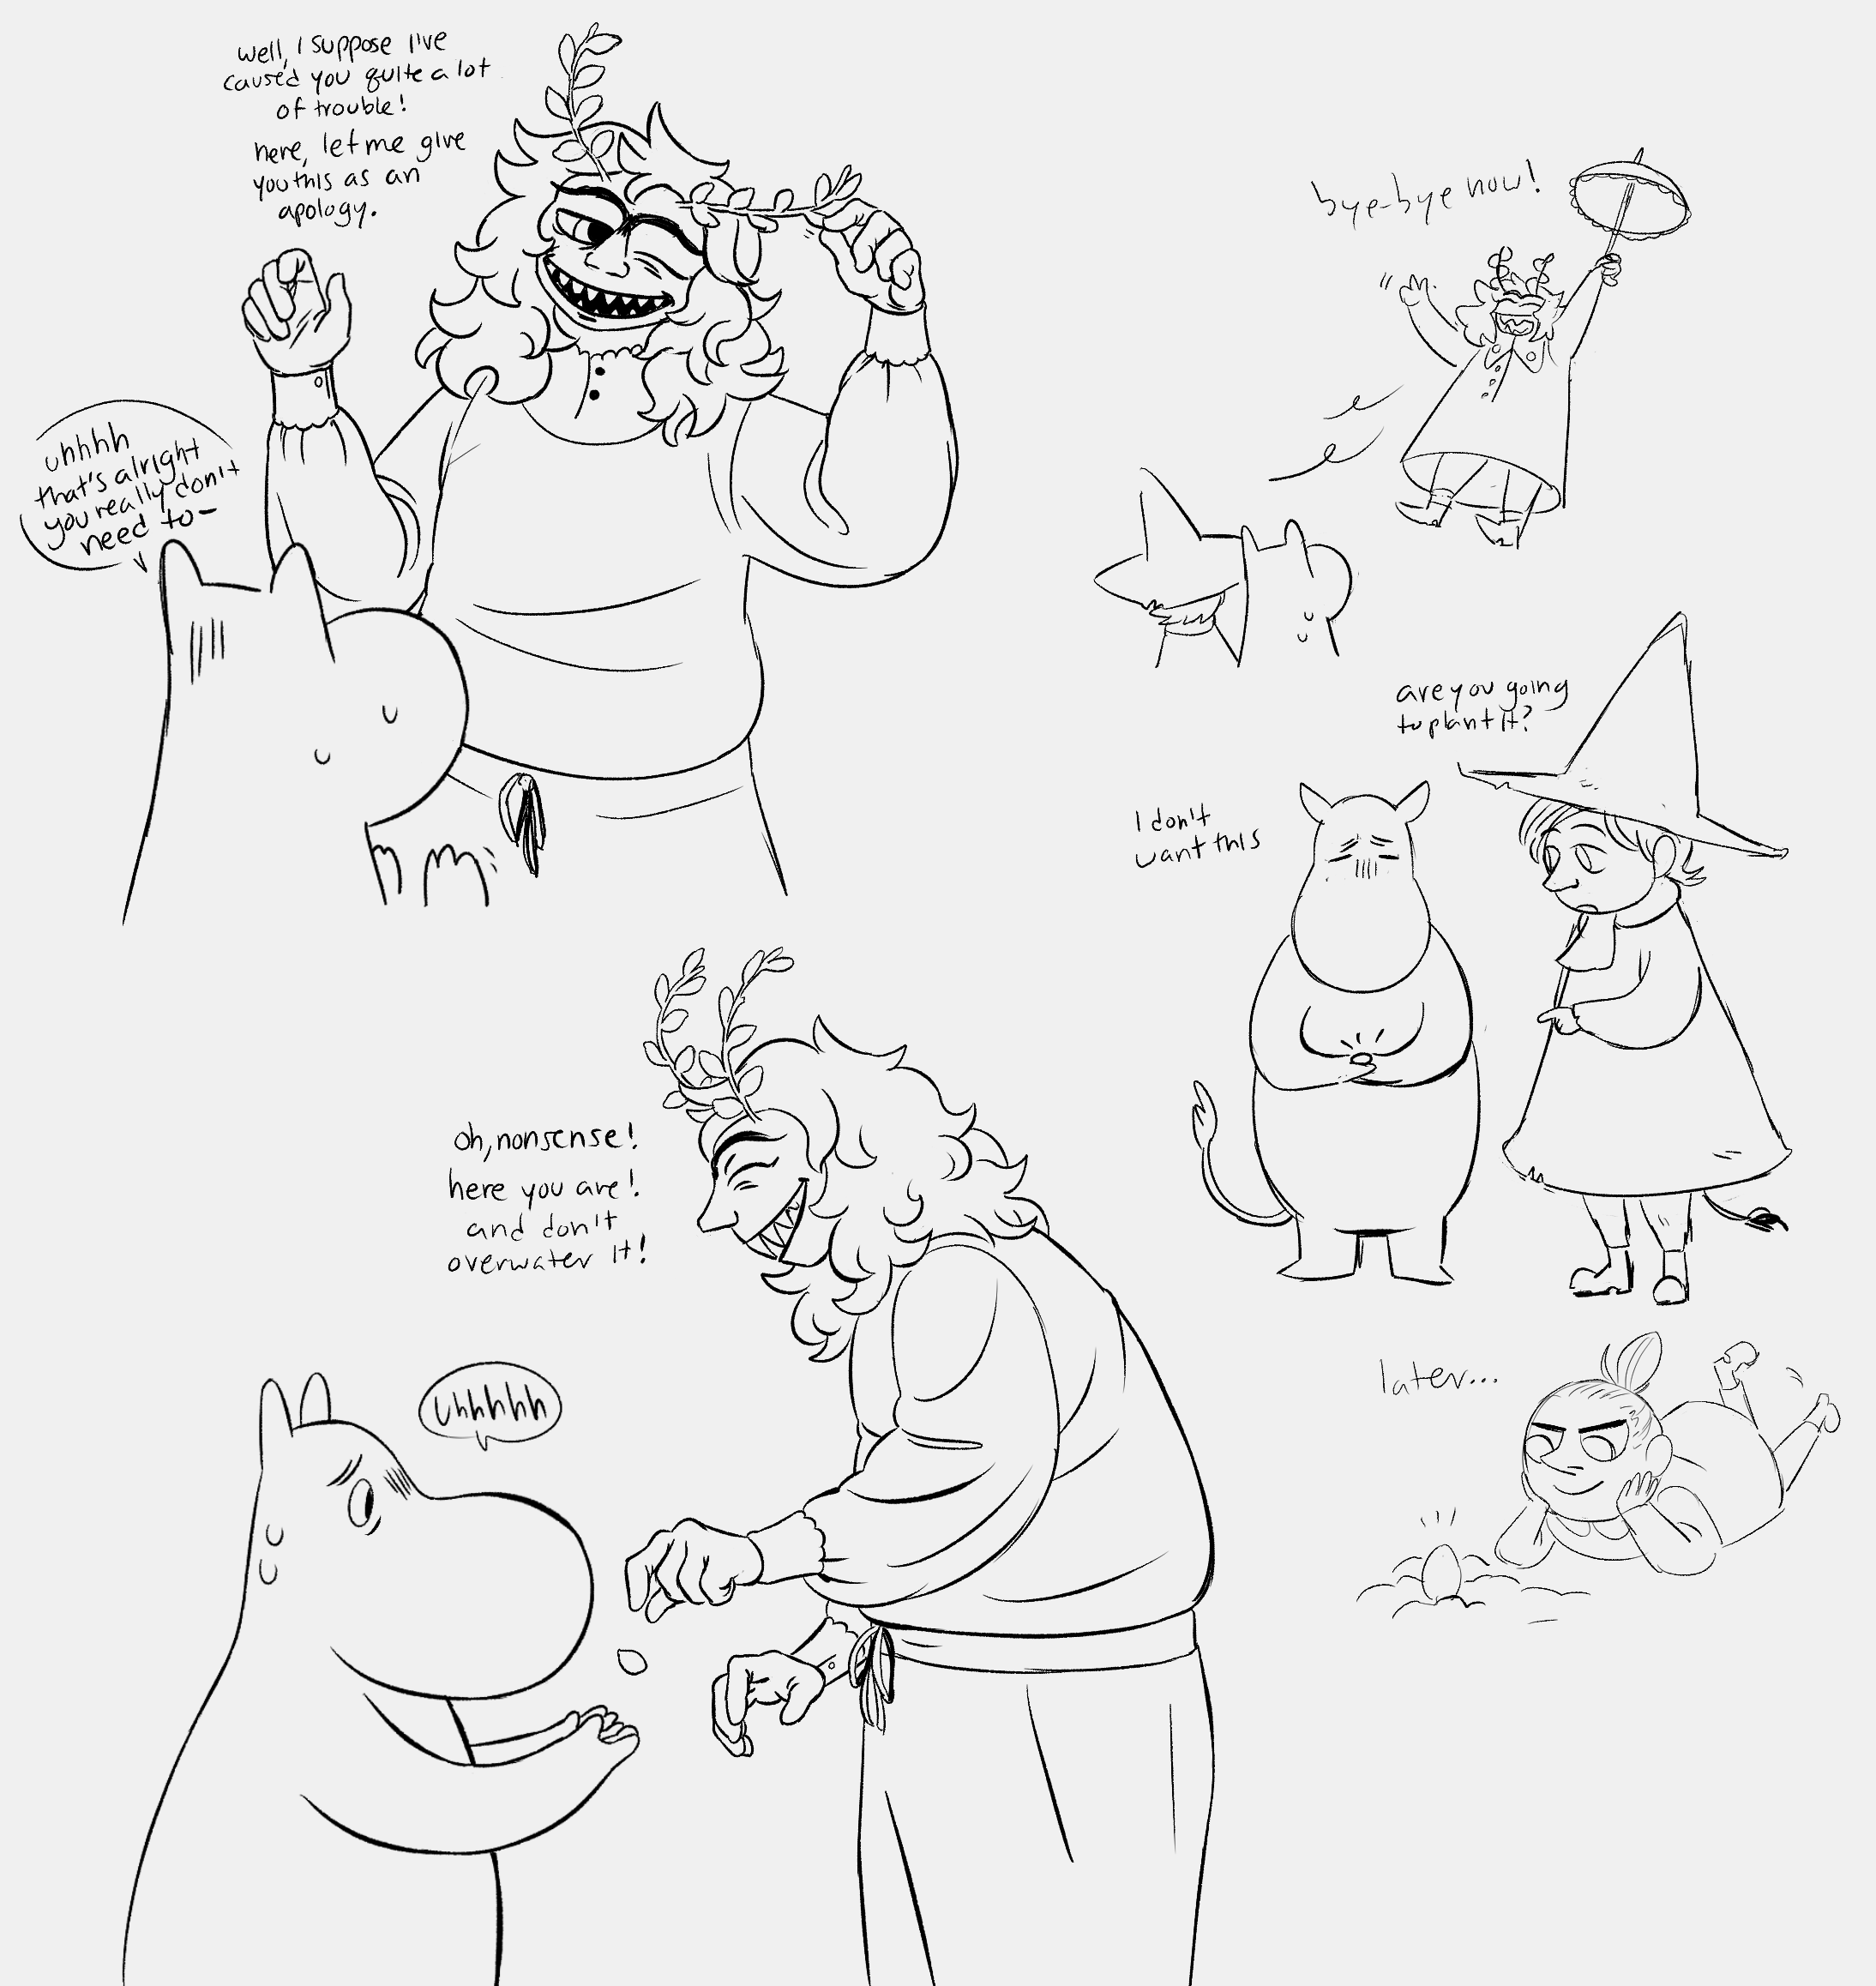 well, I suppose I've
caused you quite a lot
of trouble!
here, let me give
you this as an
apology.
uhhhh
that's alright
you really don't
need to-
oh, nonsense!
here you are!
and don't
overwater it!
uhhhhh
bye-bye now!
are you going
to plant it?
I don't
want this
later...